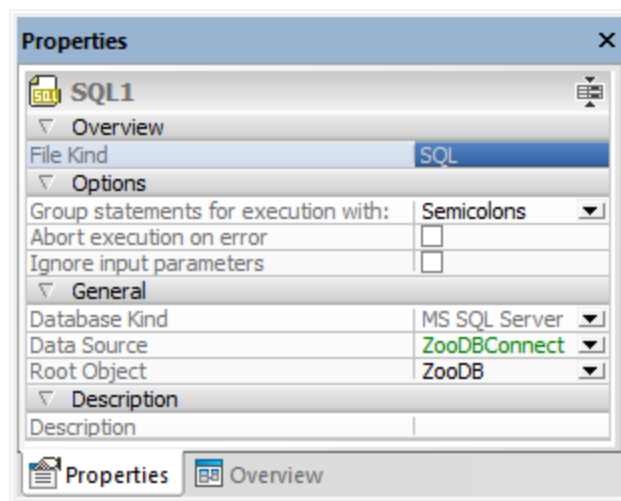 Properties
SQL1
Overview
File Kind SQL
Options
Group statements for execution with: Semicolons
Abort execution on error
Ignore input parameters
General
Database Kind MS SQL Server
Data Source ZooDBConnect
Root Object ZooDB
Description
Description
Properties Overview